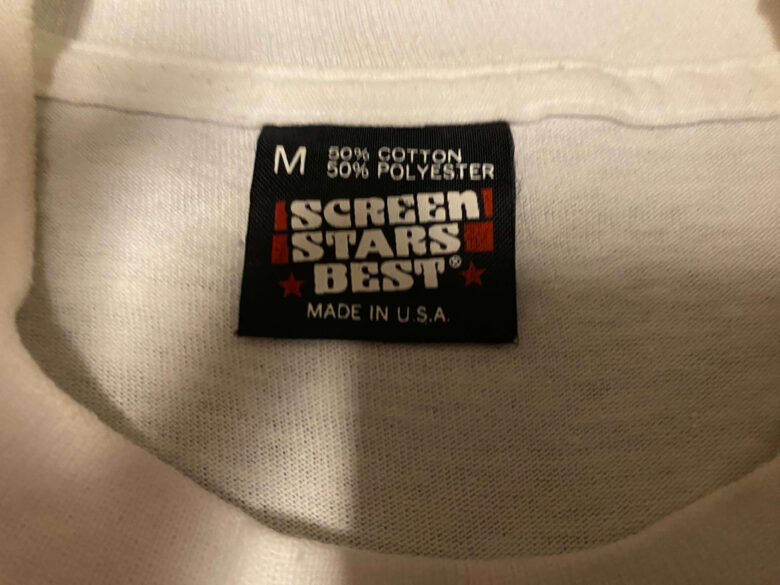 M 50% COTTON
50% POLYESTER
SCREEN
STARS
BEST®
MADE IN U.S.A.